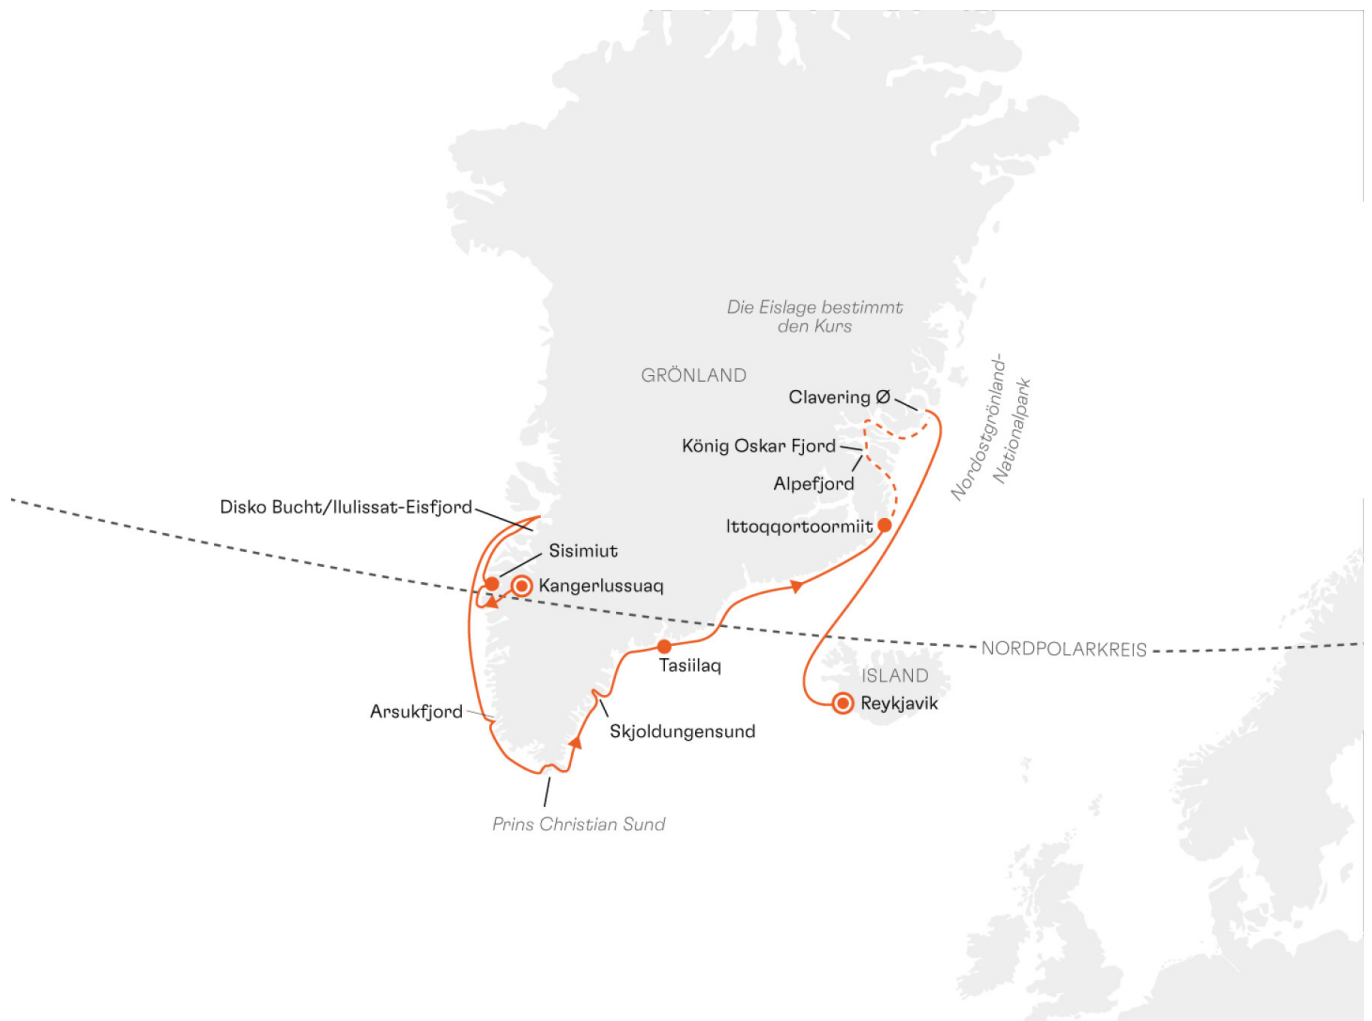 Die Eislage bestimmt
den Kurs
GRÖNLAND
Clavering Ø
Nordostgrönland-
Nationalpark
König Oskar Fjord
Alpefjord
Disko Bucht/Ilulissat-Eisfjord
Ittoqqortoormiit
Sisimiut
Kangerlussuaq
NORDPOLARKREIS
Tasiilaq
ISLAND
Reykjavik
Arsukfjord
Skjoldungensund
Prins Christian Sund